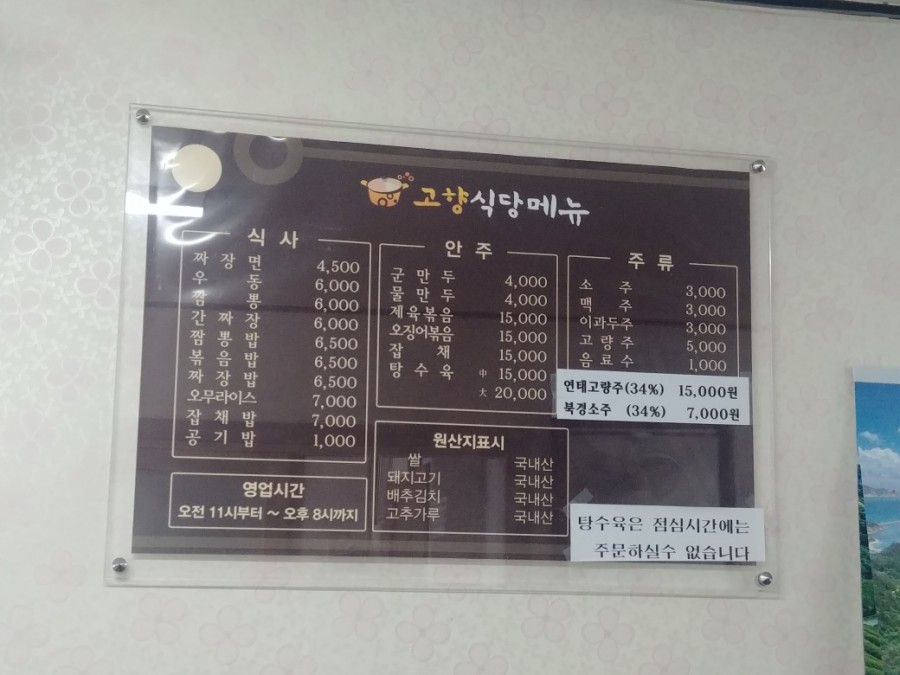 고향식당메뉴
식사
짜장면 4,500
우동 6,000
짬뽕 6,000
간짜장 6,000
짬뽕밥 6,500
볶음밥 6,500
짜장밥 6,500
오무라이스 7,000
잡채밥 7,000
공기밥 1,000
영업시간
오전 11시부터 ~ 오후 8시까지
안주
군만두 4,000
물만두 4,000
제육볶음 15,000
오징어볶음 15,000
잡채 15,000
탕수육 中 15,000
大 20,000
원산지표시
쌀 국내산
돼지고기 국내산
배추김치 국내산
고추가루 국내산
주류
소주 3,000
맥주 3,000
이과두주 3,000
고량주 5,000
음료수 1,000
연태고량주(34%) 15,000원
북경소주 (34%) 7,000원
탕수육은 점심시간에는
주문하실수 없습니다